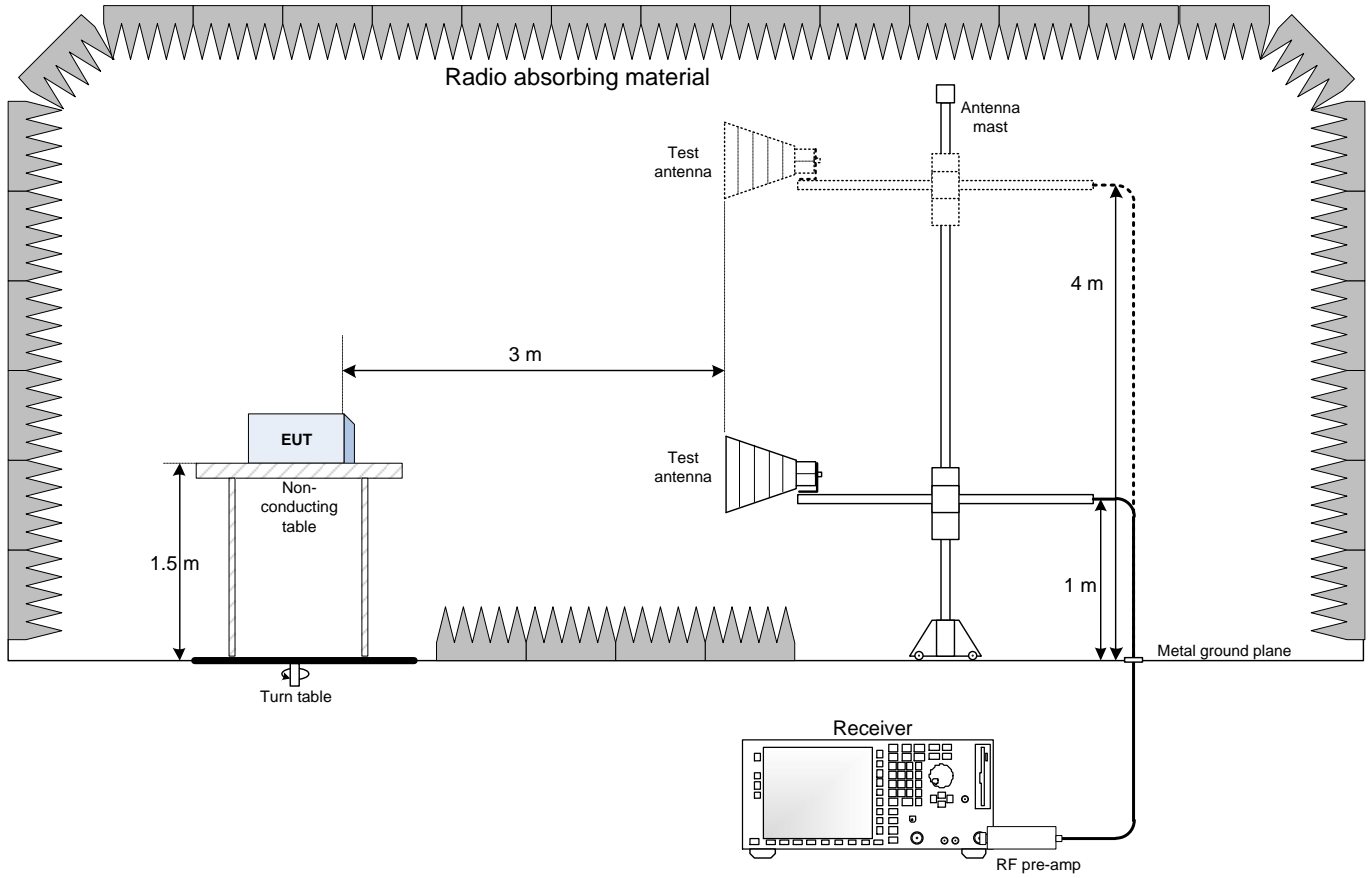 Radio absorbing material
Antenna
mast
Test
antenna
4 m
3 m
EUT
Test
antenna
Non-
conducting
table
1.5 m
1 m
Metal ground plane
Turn table
Receiver
RF pre-amp